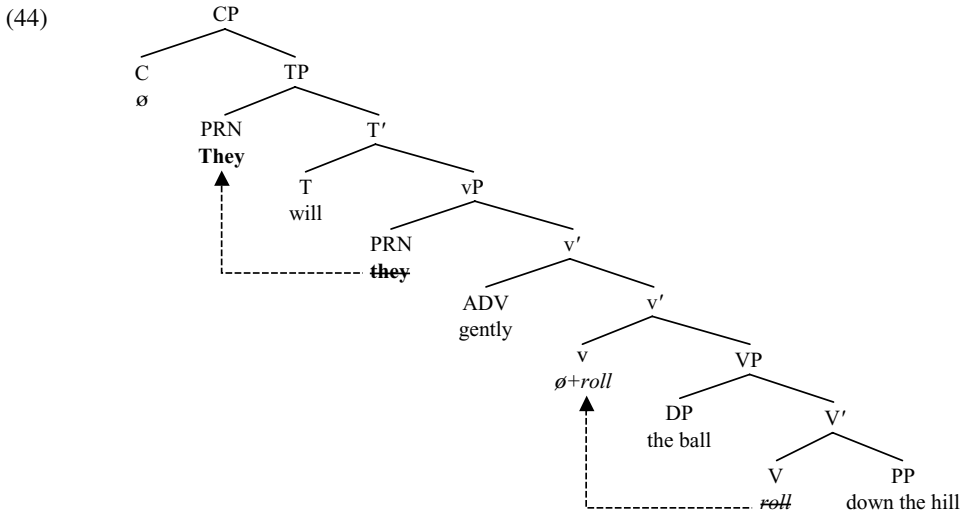 (44)
CP
C
TP
ø
PRN
T′
They
T
vP
will
PRN
v′
they
ADV
v′
gently
v
VP
ø+roll
DP
V′
the ball
V
PP
roll
down the hill